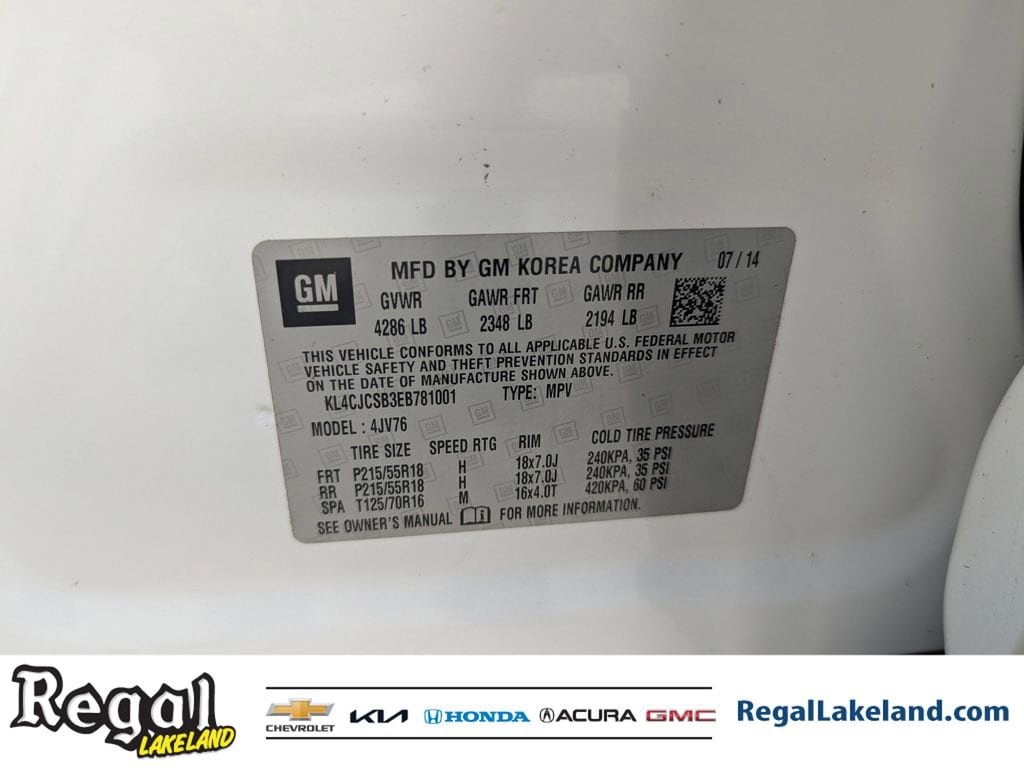 GM
MFD BY GM KOREA COMPANY 07/14
GVWR GAWR FRT GAWR RR
4286 LB 2348 LB 2194 LB
THIS VEHICLE CONFORMS TO ALL APPLICABLE U.S. FEDERAL MOTOR
VEHICLE SAFETY AND THEFT PREVENTION STANDARDS IN EFFECT
ON THE DATE OF MANUFACTURE SHOWN ABOVE.
KL4CJCSB3EB781001 TYPE: MPV
MODEL : 4JV76
TIRE SIZE SPEED RTG RIM COLD TIRE PRESSURE
FRT P215/55R18 H 18x7.0J 240KPA, 35 PSI
RR P215/55R18 H 18x7.0J 240KPA, 35 PSI
SPA T125/70R16 M 16x4.0T 420KPA, 60 PSI
SEE OWNER'S MANUAL FOR MORE INFORMATION.
Regal LAKELAND
CHEVROLET KIA HONDA ACURA GMC
RegalLakeland.com